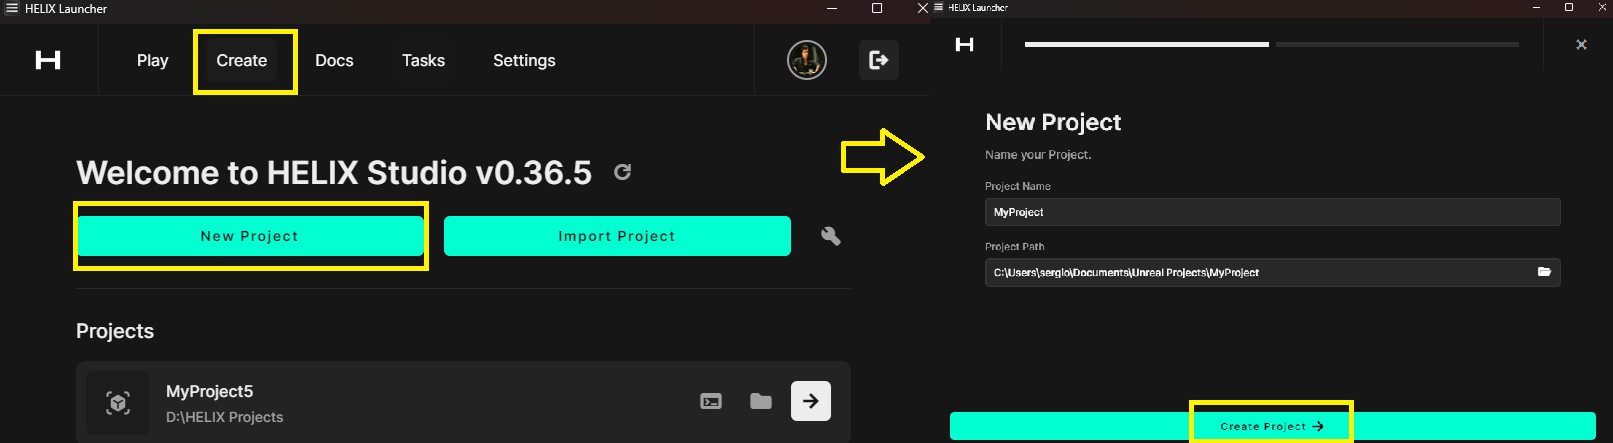 HELIX Launcher
Play Create Docs Tasks Settings
Welcome to HELIX Studio v0.36.5
New Project Import Project
Projects
MyProject5
D:\HELIX Projects
HELIX Launcher
New Project
Name your Project.
Project Name
MyProject
Project Path
C:\Users\sergio\Documents\Unreal Projects\MyProject
Create Project